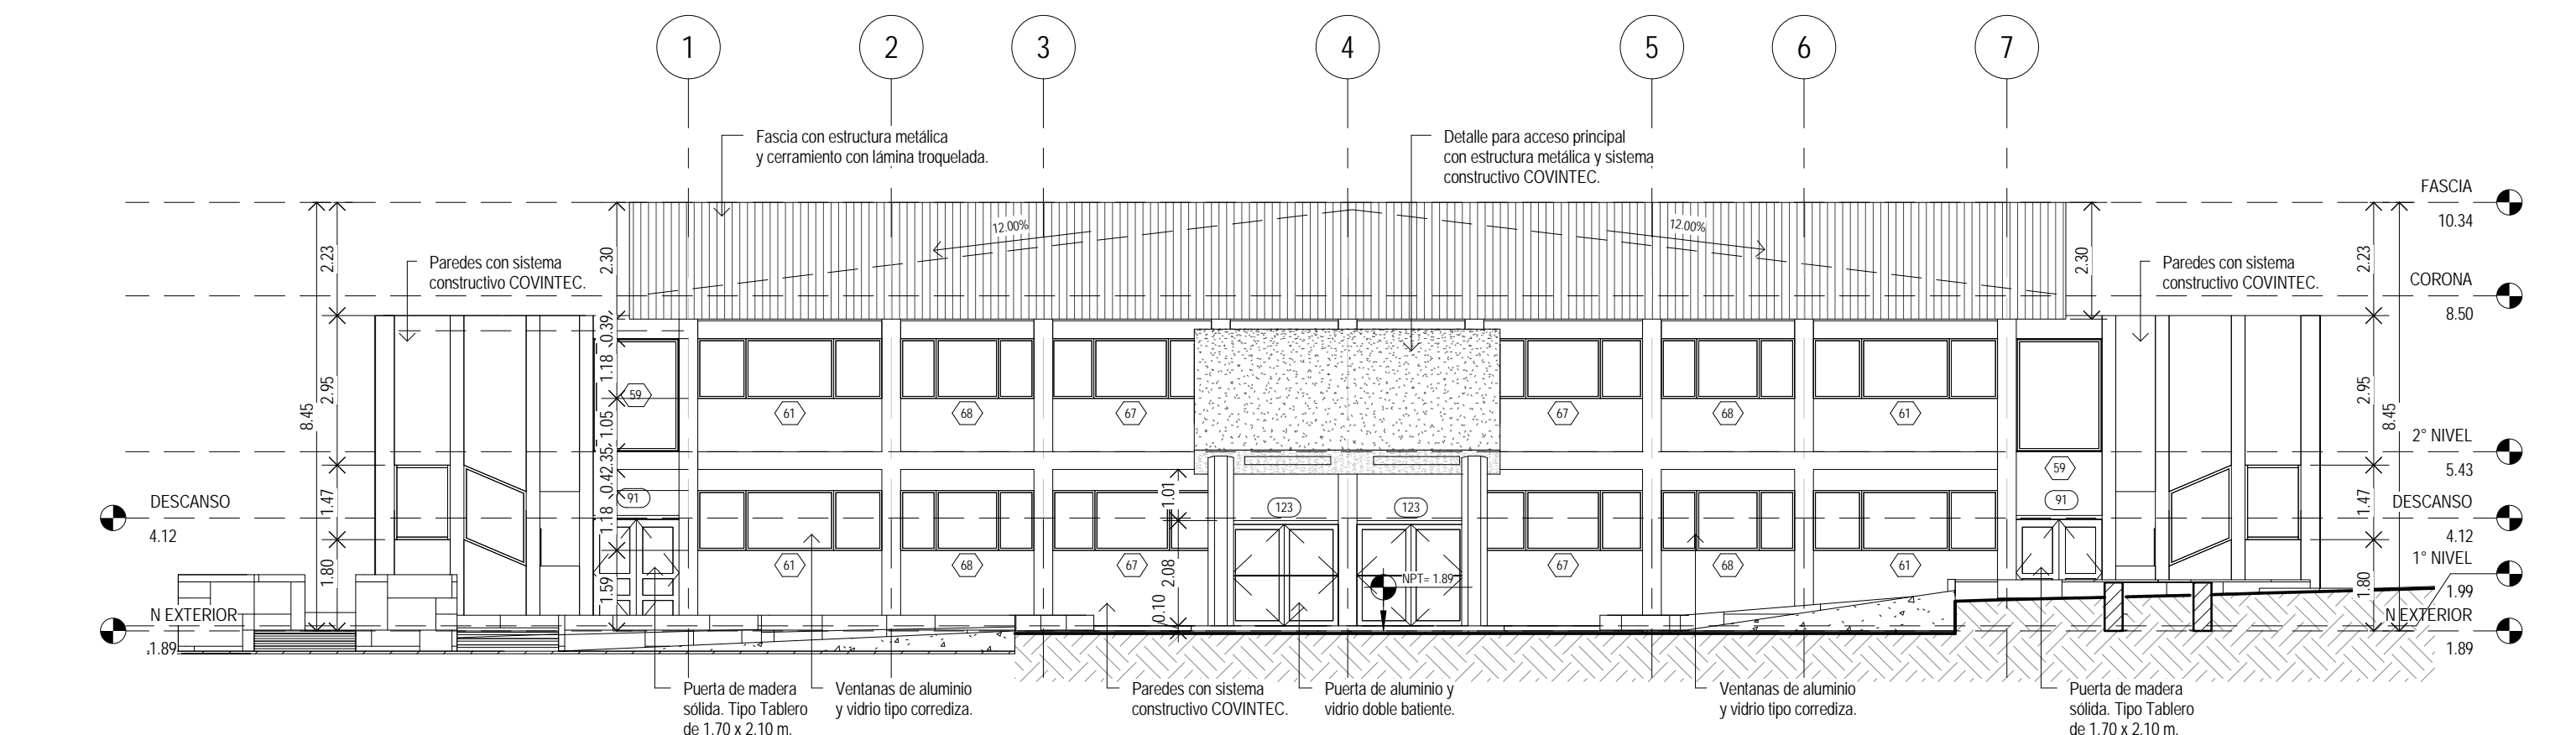 1
2
3
4
5
6
7
Fascia con estructura metálica
y cerramiento con lámina troquelada.
Detalle para acceso principal
con estructura metálica y sistema
constructivo COVINTEC.
FASCIA
10.34
12.00%
12.00%
2.23
2.30
2.30
2.23
Paredes con sistema
constructivo COVINTEC.
Paredes con sistema
constructivo COVINTEC.
CORONA
8.50
0.39
1.18
2.95
8.45
59
1.05
61
68
67
67
68
61
2.95
8.45
2° NIVEL
5.43
59
91
0.42
.35
91
1.01
123
123
1.47
1.47
DESCANSO
4.12
DESCANSO
4.12
1.18
61
68
67
67
68
61
1° NIVEL
1.99
1.80
1.59
2.08
0.10
NPT= 1.89
1.80
N EXTERIOR
1.89
N EXTERIOR
1.89
Puerta de madera
sólida. Tipo Tablero
de 1.70 x 2.10 m.
Ventanas de aluminio
y vidrio tipo corrediza.
Paredes con sistema
constructivo COVINTEC.
Puerta de aluminio y
vidrio doble batiente.
Ventanas de aluminio
y vidrio tipo corrediza.
Puerta de madera
sólida. Tipo Tablero
de 1.70 x 2.10 m.